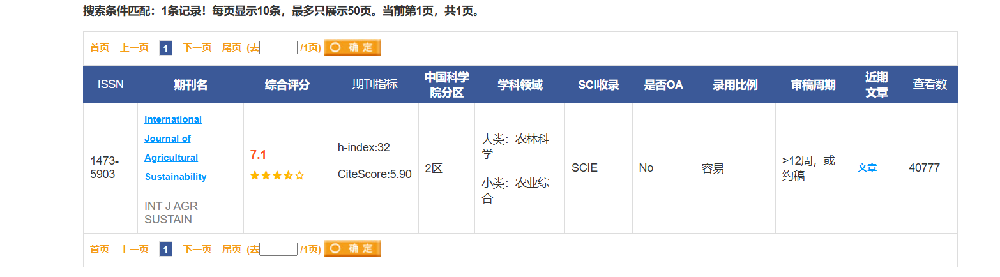 搜索条件匹配：1条记录！每页显示10条，最多只展示50页。当前第1页，共1页。
首页 上一页 1 下一页 尾页 (去 /1页) 确 定
ISSN 期刊名 综合评分 期刊指标 中国科学院分区 学科领域 SCI收录 是否OA 录用比例 审稿周期 近期文章 查看数
1473-
5903
International
Journal of
Agricultural
Sustainability
INT J AGR
SUSTAIN
7.1
h-index:32
CiteScore:5.90
2区
大类：农林科
学
小类：农业综
合
SCIE
No
容易
>12周，或
约稿
文章
40777
首页 上一页 1 下一页 尾页 (去 /1页) 确 定